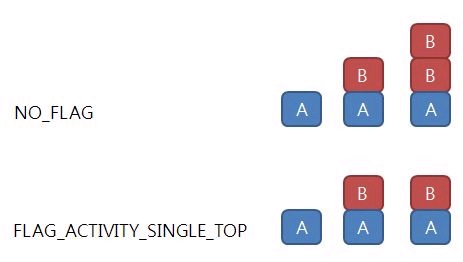 B
B B
NO_FLAG A A A
B B
FLAG_ACTIVITY_SINGLE_TOP A A A